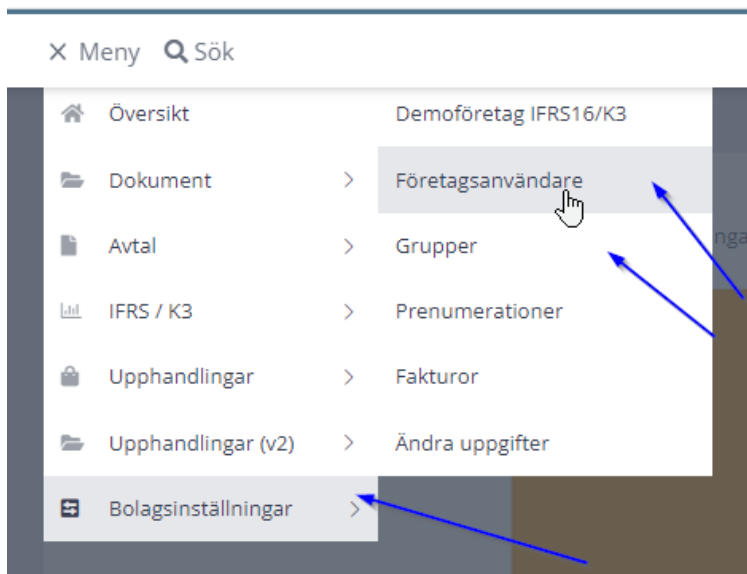 Meny Sök
Översikt
Dokument
Avtal
IFRS / K3
Upphandlingar
Upphandlingar (v2)
Bolagsinställningar
Demoföretag IFRS16/K3
Företagsanvändare
Grupper
Prenumerationer
Fakturor
Ändra uppgifter